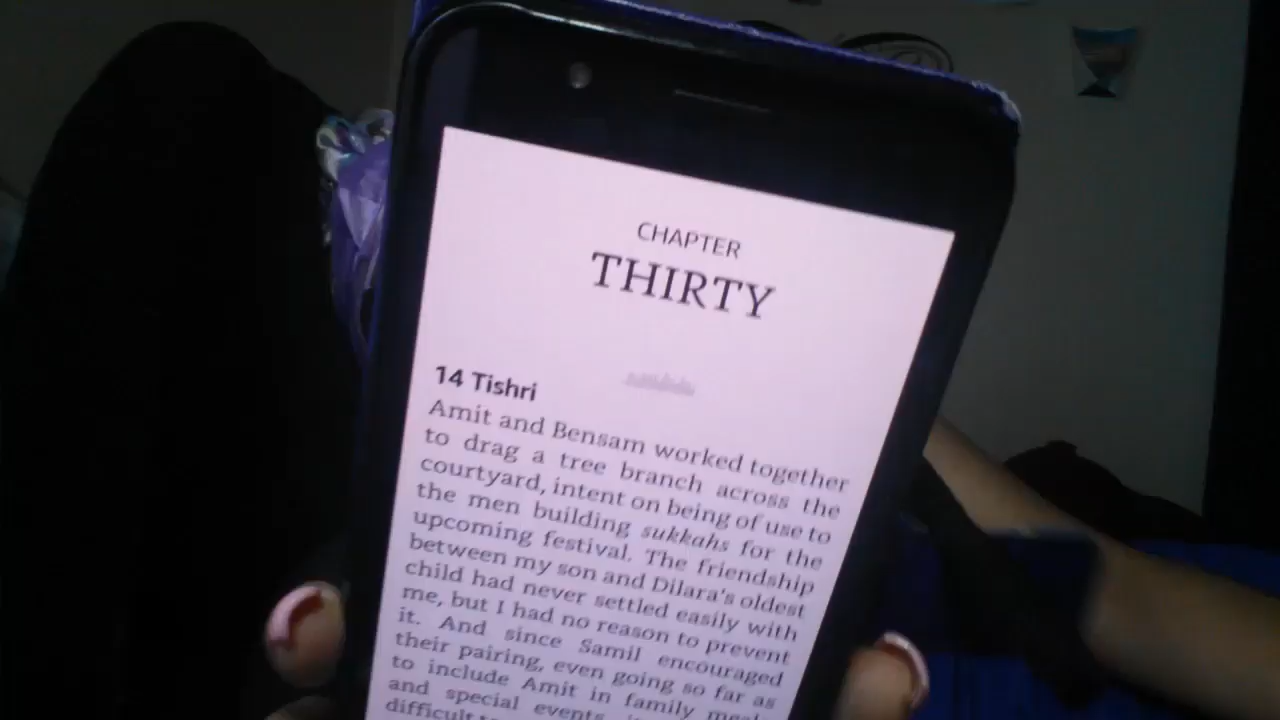 CHAPTER
THIRTY
14 Tishri
Amit and Bensam worked together
to drag a tree branch across the
courtyard, intent on being of use to
the men building sukkahs for the
upcoming festival. The friendship
between my son and Dilara's oldest
child had never settled easily with
me, but I had no reason to prevent
it. And since Samil encouraged
their pairing, even going so far as
to include Amit in family
and special events,
difficult